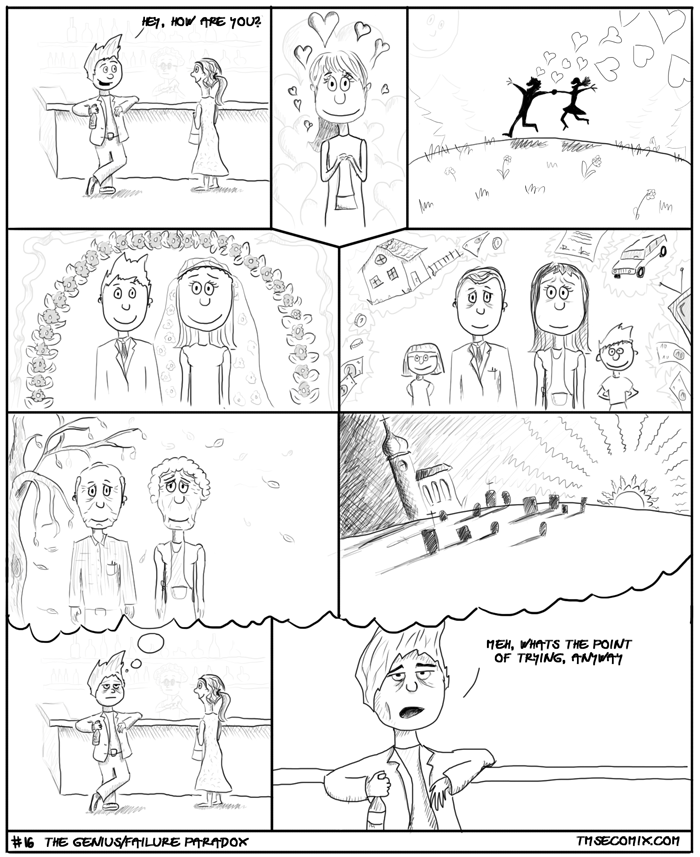 HEY, HOW ARE YOU?
MEH, WHATS THE POINT
OF TRYING, ANYWAY
#16 THE GENIUS/FAILURE PARADOX
TMSECOMIX.COM